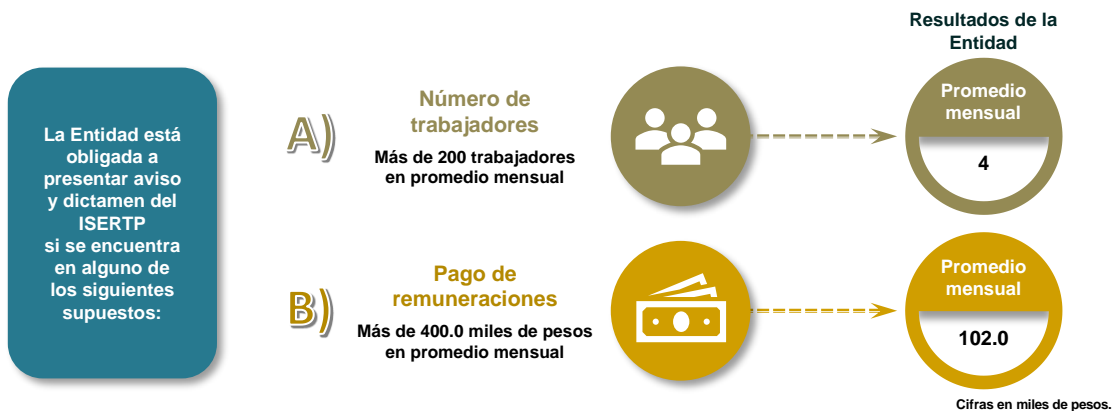 La Entidad está
obligada a
presentar aviso
y dictamen del
ISERTP
si se encuentra
en alguno de
los siguientes
supuestos:
A)
Número de
trabajadores
Más de 200 trabajadores
en promedio mensual
Resultados de la
Entidad
Promedio
mensual
4
B)
Pago de
remuneraciones
Más de 400.0 miles de pesos
en promedio mensual
Promedio
mensual
102.0
Cifras en miles de pesos.